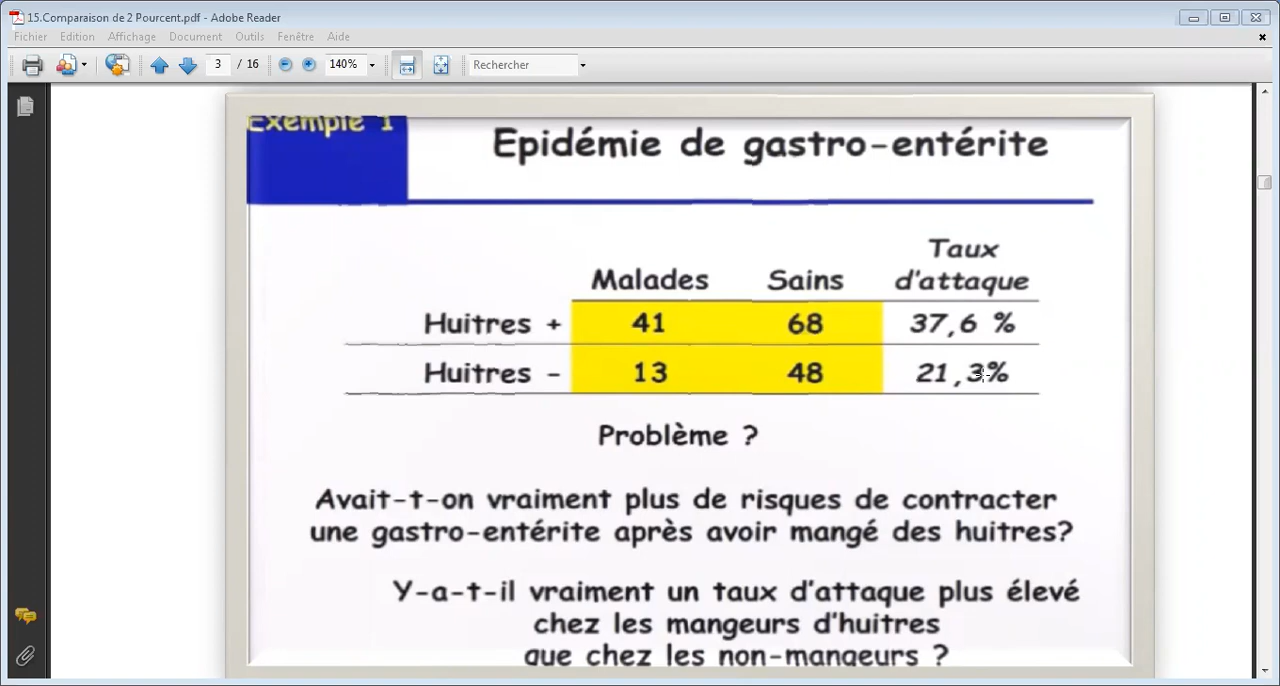 15.Comparaison de 2 Pourcent.pdf - Adobe Reader
Fichier Edition Affichage Document Outils Fenêtre Aide
3 / 16 140% Rechercher
Exemple 1
Epidémie de gastro-entérite
Taux
Malades Sains d'attaque
Huitres + 41 68 37,6 %
Huitres - 13 48 21,3%
Problème ?
Avait-t-on vraiment plus de risques de contracter
une gastro-entérite après avoir mangé des huitres?
Y-a-t-il vraiment un taux d'attaque plus élevé
chez les mangeurs d'huitres
que chez les non-mangeurs ?